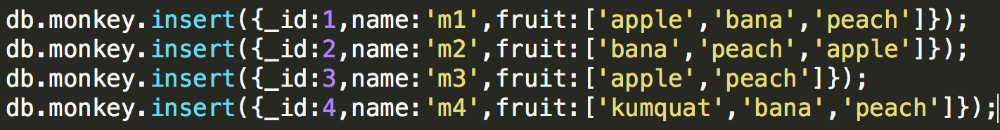 db.monkey.insert({_id:1,name:'m1',fruit:['apple','bana','peach']});
db.monkey.insert({_id:2,name:'m2',fruit:['bana','peach','apple']});
db.monkey.insert({_id:3,name:'m3',fruit:['apple','peach']});
db.monkey.insert({_id:4,name:'m4',fruit:['kumquat','bana','peach']});